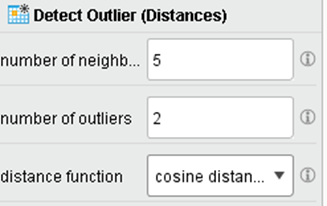 Detect Outlier (Distances)
number of neighb... 5
number of outliers 2
distance function cosine distan...